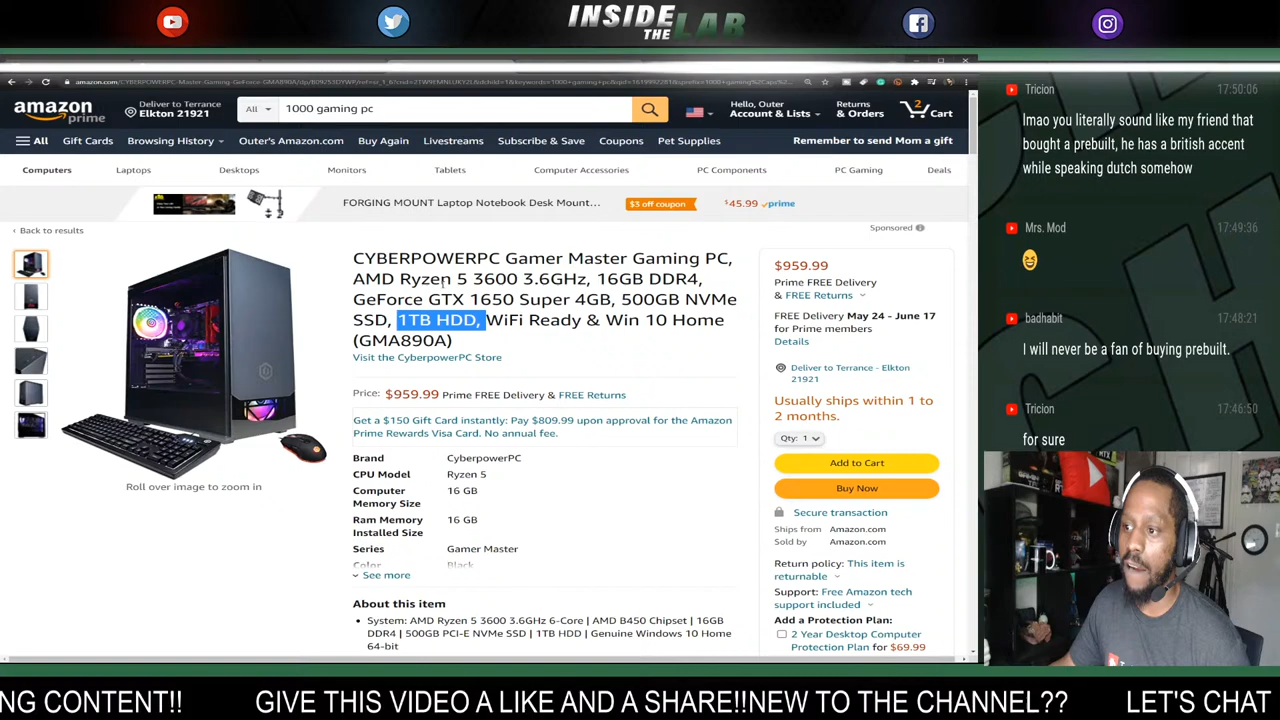 INSIDE
THE LAB
amazon
prime
Deliver to Terrance
Elkton 21921
All
1000 gaming pc
Hello, Outer
Account & Lists
Returns
& Orders
2
Cart
All
Gift Cards
Browsing History
Outer's Amazon.com
Buy Again
Livestreams
Subscribe & Save
Coupons
Pet Supplies
Remember to send Mom a gift
Computers
Laptops
Desktops
Monitors
Tablets
Computer Accessories
PC Components
PC Gaming
Deals
FORGING MOUNT Laptop Notebook Desk Mount...
$3 off coupon
$45.99 prime
Sponsored
‹ Back to results
CYBERPOWERPC Gamer Master Gaming PC,
AMD Ryzen 5 3600 3.6GHz, 16GB DDR4,
GeForce GTX 1650 Super 4GB, 500GB NVMe
SSD, 1TB HDD, WiFi Ready & Win 10 Home
(GMA890A)
Visit the CyberpowerPC Store
Price: $959.99 Prime FREE Delivery & FREE Returns
Get a $150 Gift Card instantly: Pay $809.99 upon approval for the Amazon
Prime Rewards Visa Card. No annual fee.
Brand CyberpowerPC
CPU Model Ryzen 5
Computer 16 GB
Memory Size
Ram Memory 16 GB
Installed Size
Series Gamer Master
Color Black
See more
About this item
• System: AMD Ryzen 5 3600 3.6GHz 6-Core | AMD B450 Chipset | 16GB
DDR4 | 500GB PCI-E NVMe SSD | 1TB HDD | Genuine Windows 10 Home
64-bit
Roll over image to zoom in
$959.99
Prime FREE Delivery
& FREE Returns
FREE Delivery May 24 - June 17
for Prime members
Details
Deliver to Terrance - Elkton
21921
Usually ships within 1 to
2 months.
Qty: 1
Add to Cart
Buy Now
Secure transaction
Ships from Amazon.com
Sold by Amazon.com
Return policy: This item is
returnable
Support: Free Amazon tech
support included
Add a Protection Plan:
2 Year Desktop Computer
Protection Plan for $69.99
Tricion 17:50:06
lmao you literally sound like my friend that
bought a prebuilt, he has a british accent
while speaking dutch somehow
Mrs. Mod 17:49:36
badhabit 17:48:21
I will never be a fan of buying prebuilt.
Tricion 17:46:50
for sure
NG CONTENT!! GIVE THIS VIDEO A LIKE AND A SHARE!!NEW TO THE CHANNEL?? LET'S CHAT